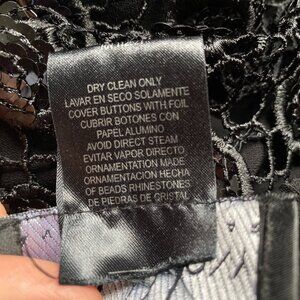 DRY CLEAN ONLY
LAVAR EN SECO SOLAMENTE
COVER BUTTONS WITH FOIL
CUBRIR BOTONES CON
PAPEL ALUMINO
AVOID DIRECT STEAM
EVITAR VAPOR DIRECTO
ORNAMENTATION MADE
ORNAMENTACION HECHA
OF BEADS RHINESTONES
DE PIEDRAS DE CRISTAL